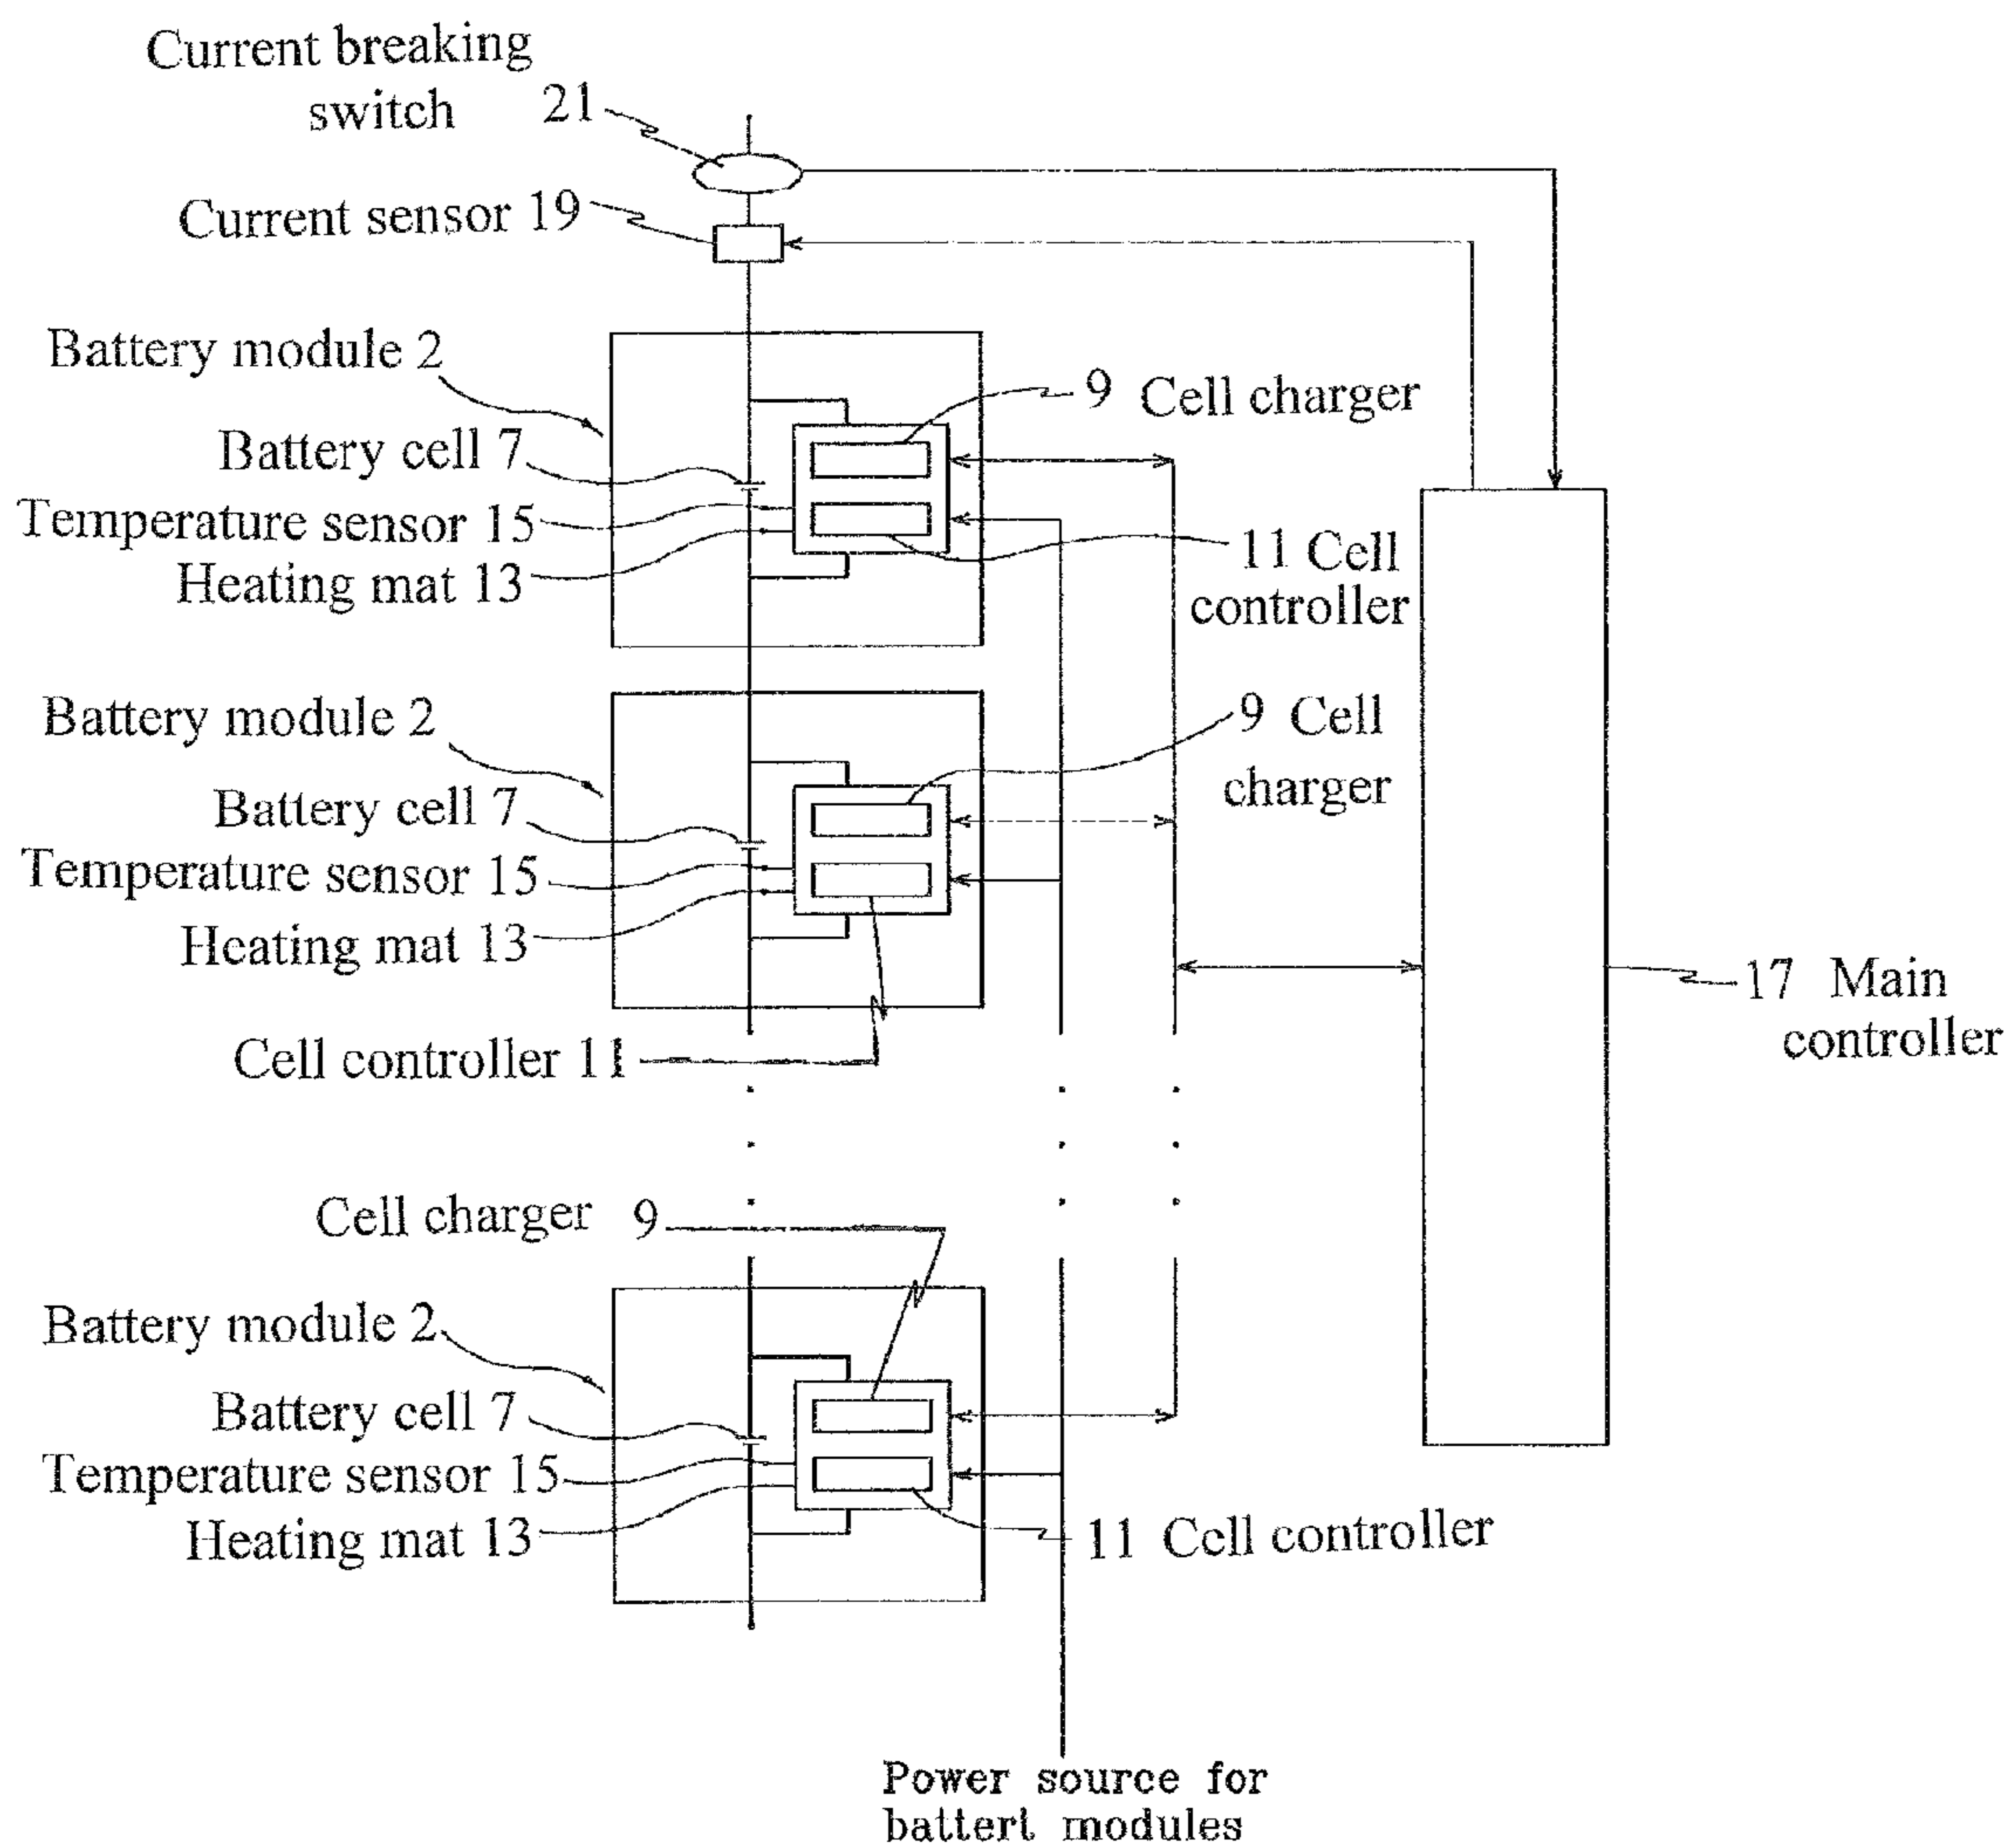 Current breaking
switch 21
Current sensor 19
Battery module 2
9 Cell charger
Battery cell 7
Temperature sensor 15
11 Cell
controller
Heating mat 13
Battery module 2
9 Cell
charger
Battery cell 7
Temperature sensor 15
Heating mat 13
17 Main
controller
Cell controller 11
Cell charger 9
Battery module 2
Battery cell 7
Temperature sensor 15
Heating mat 13
11 Cell controller
Power source for
battert modules